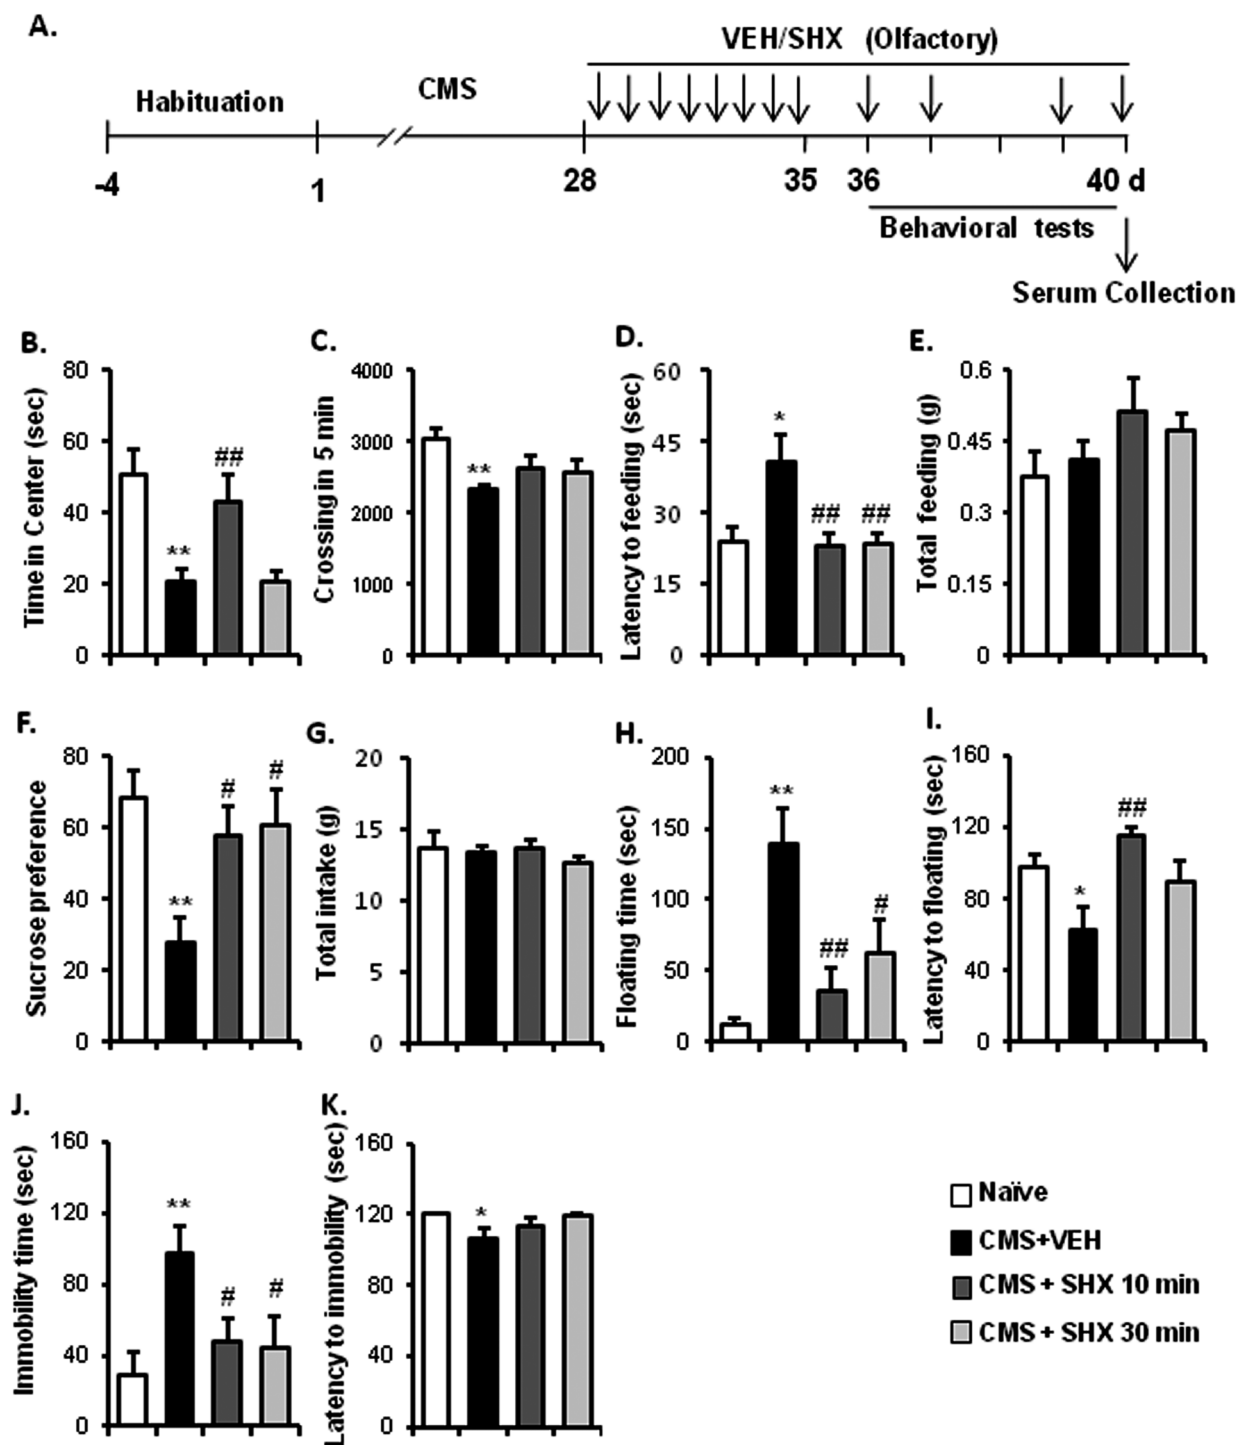 A.
VEH/SHX (Olfactory)
Habituation
CMS
-4
1
28
35
36
40 d
Behavioral tests
Serum Collection
B.
Time in Center (sec)
80
60
40
20
0
**
##
C.
Crossing in 5 min
4000
3000
2000
1000
0
**
D.
Latency to feeding (sec)
60
45
30
15
0
*
##
##
E.
Total feeding (g)
0.6
0.45
0.3
0.15
0
F.
Sucrose preference
80
60
40
20
0
**
#
#
G.
Total intake (g)
20
15
10
5
0
H.
Floating time (sec)
200
150
100
50
0
**
##
#
I.
Latency to floating (sec)
160
120
80
40
0
*
##
J.
Immobility time (sec)
160
120
80
40
0
**
#
#
K.
Latency to immobility (sec)
160
120
80
40
0
*
Naïve
CMS+VEH
CMS + SHX 10 min
CMS + SHX 30 min